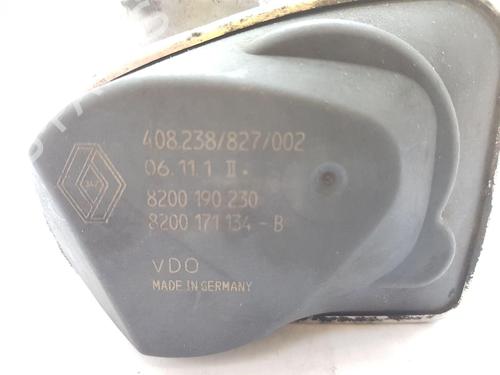 408.238/827/002
06.11.1 II.
8200 190 230
8200 171 134 - B
VDO
MADE IN GERMANY